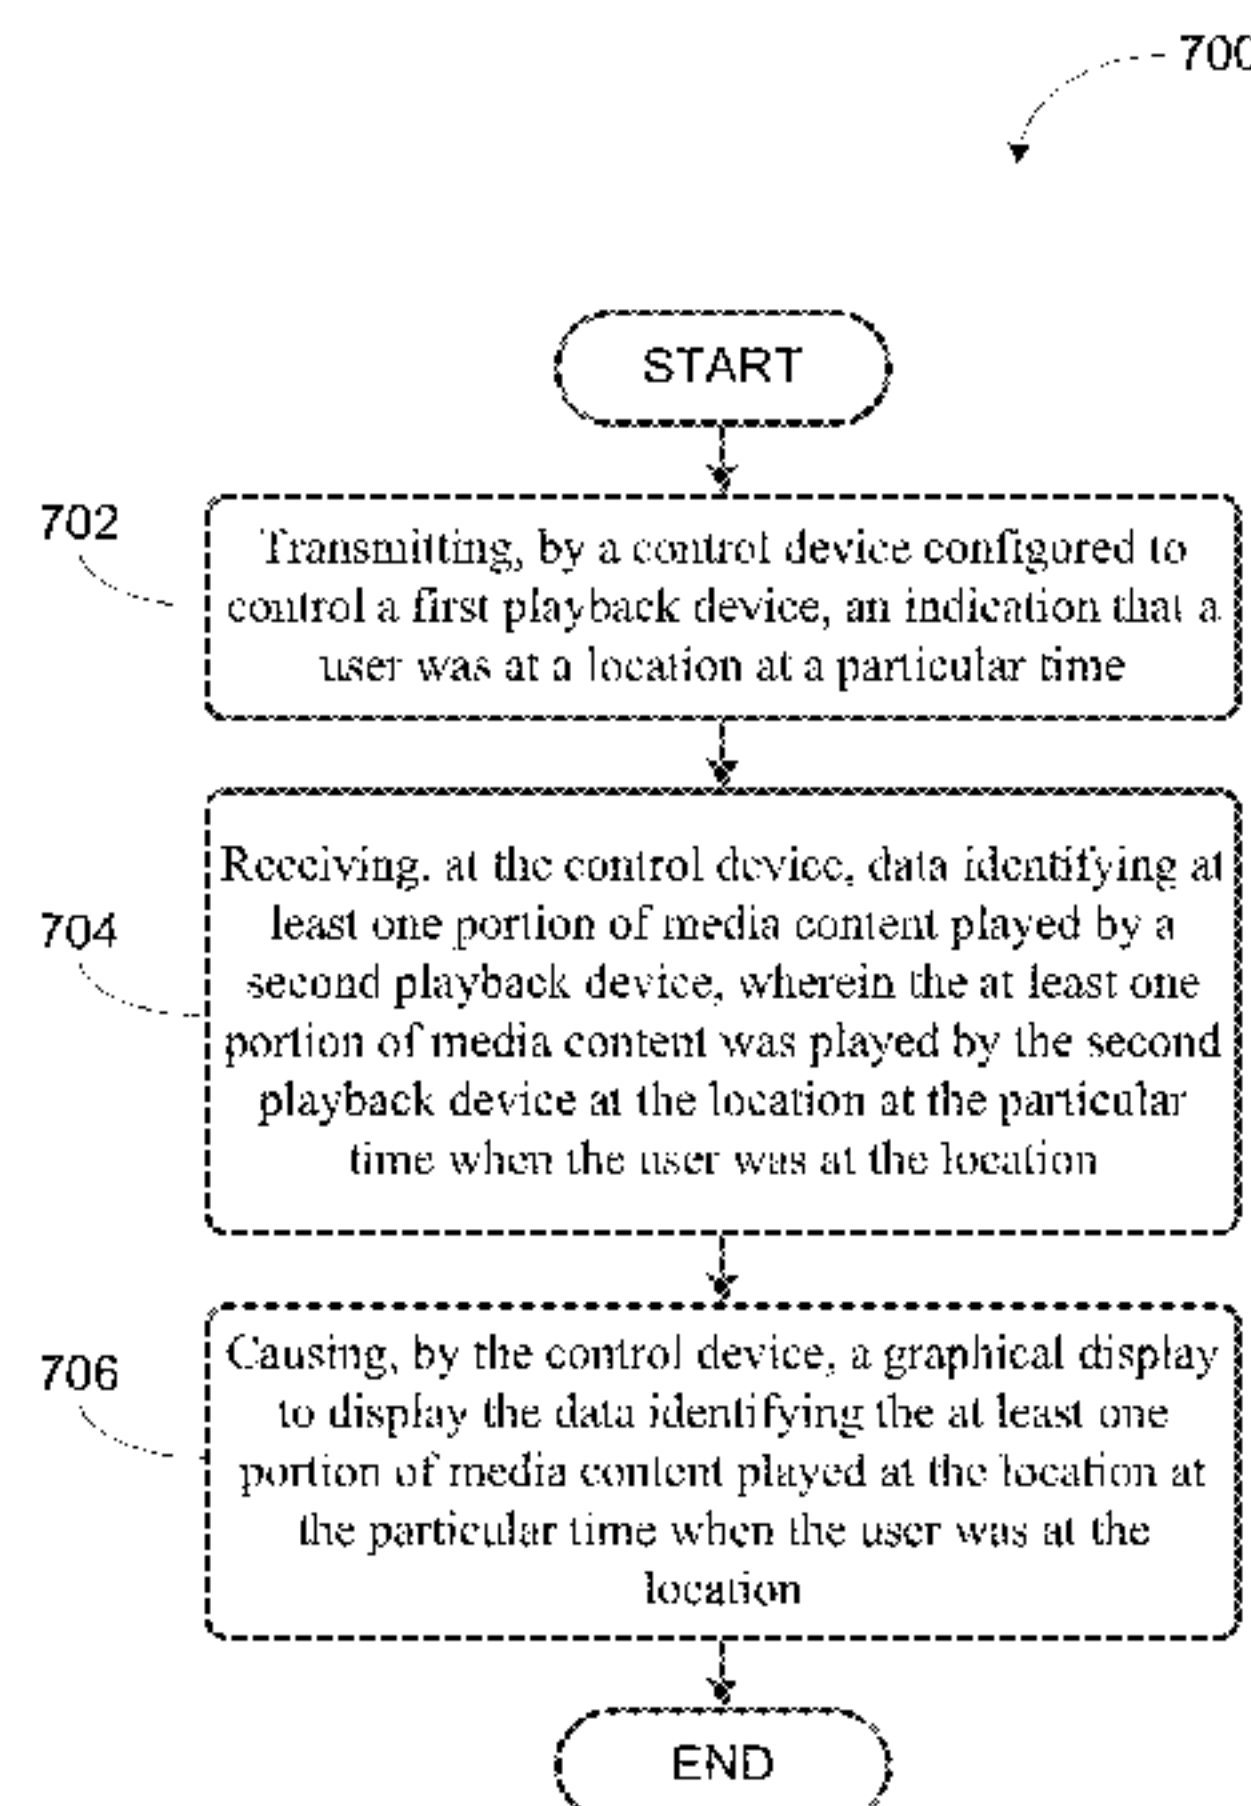 700
START
702
Transmitting, by a control device configured to
control a first playback device, an indication that a
user was at a location at a particular time
704
Receiving, at the control device, data identifying at
least one portion of media content played by a
second playback device, wherein the at least one
portion of media content was played by the second
playback device at the location at the particular
time when the user was at the location
706
Causing, by the control device, a graphical display
to display the data identifying the at least one
portion of media content played at the location at
the particular time when the user was at the
location
END